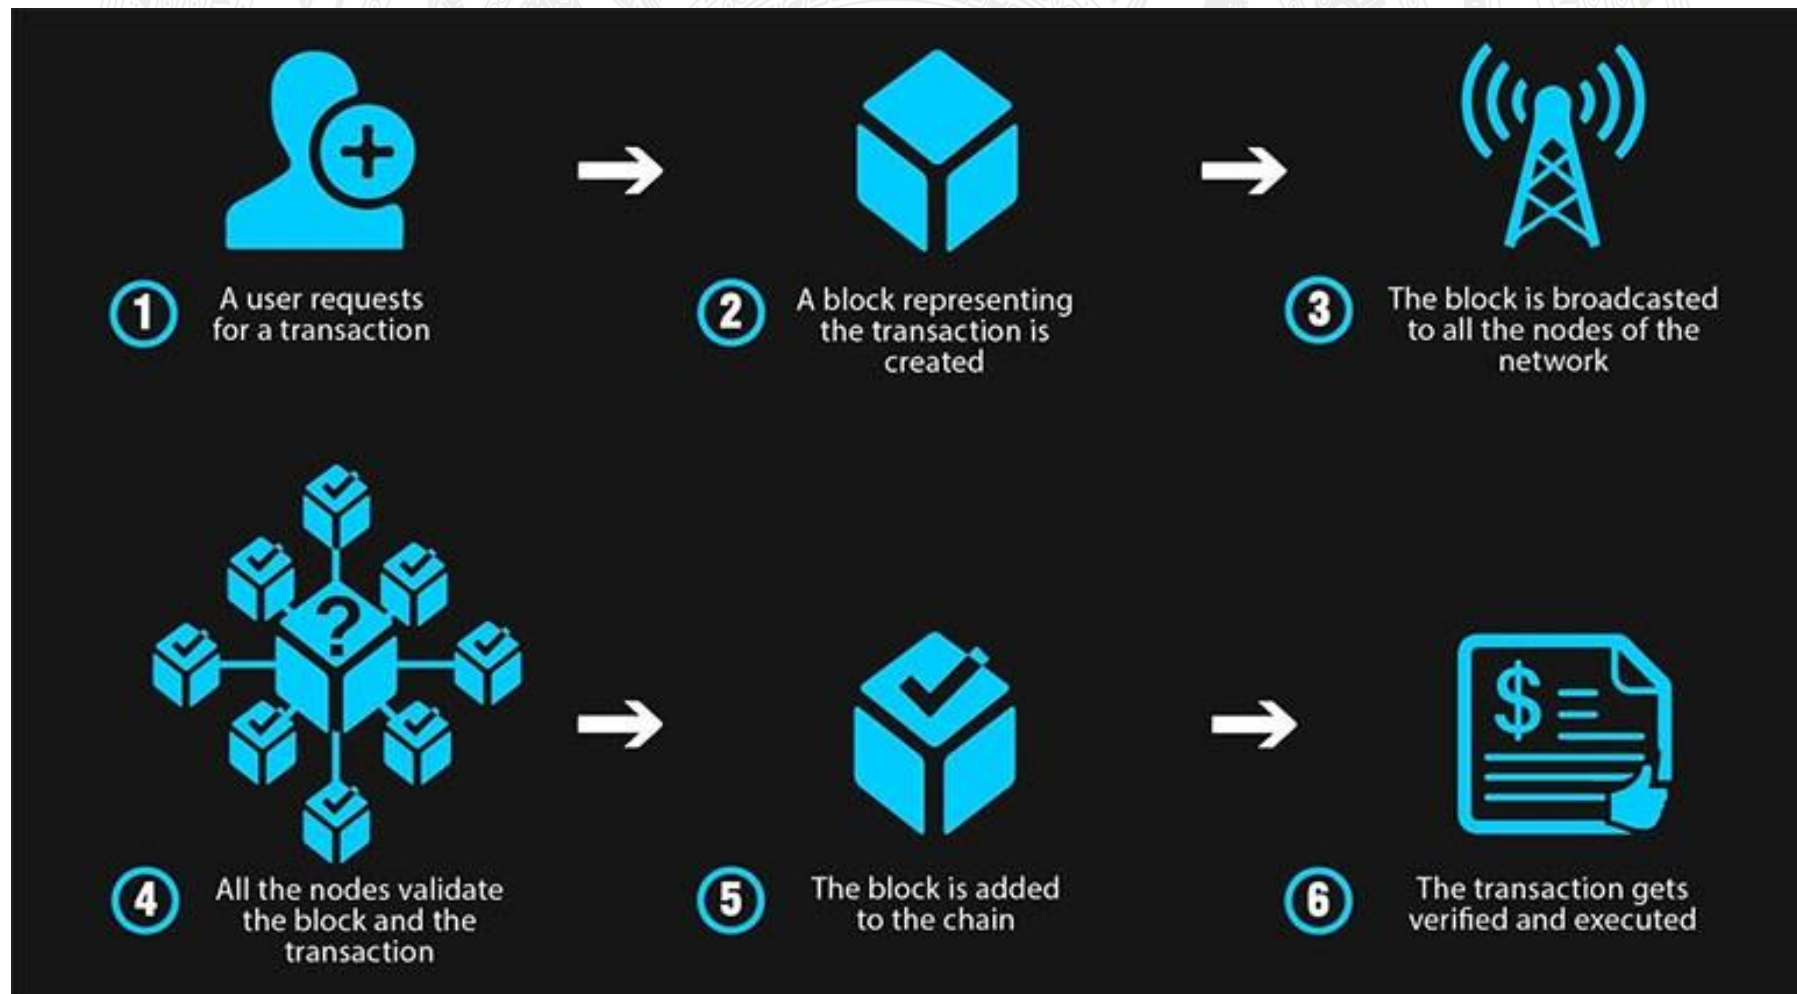 1
A user requests
for a transaction
2
A block representing
the transaction is
created
3
The block is broadcasted
to all the nodes of the
network
?
$
4
All the nodes validate
the block and the
transaction
5
The block is added
to the chain
6
The transaction gets
verified and executed